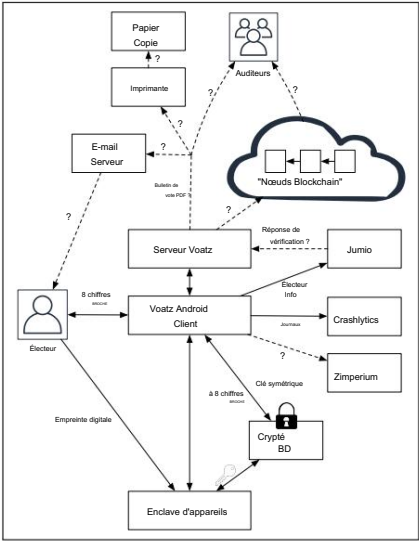 Papier
Copie
?
Imprimante
Auditeurs
?
?
?
E-mail
Serveur
?
"Nœuds Blockchain"
Bulletin de
vote PDF ?
?
?
Serveur Voatz
Réponse de
vérification ?
Jumio
Électeur
Info
8 chiffres
BROCHE
Voatz Android
Client
Journaux
Crashlytics
Électeur
?
Zimperium
Clé symétrique
à 8 chiffres
BROCHE
Empreinte digitale
Crypté
BD
Enclave d'appareils